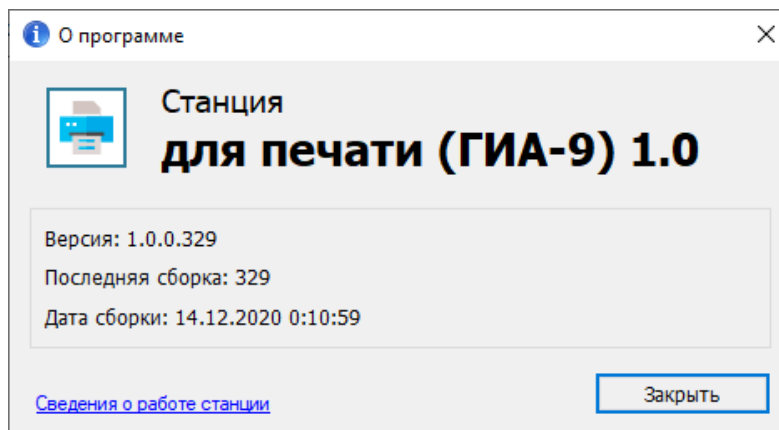 О программе
Станция
для печати (ГИА-9) 1.0
Версия: 1.0.0.329
Последняя сборка: 329
Дата сборки: 14.12.2020 0:10:59
Сведения о работе станции
Закрыть